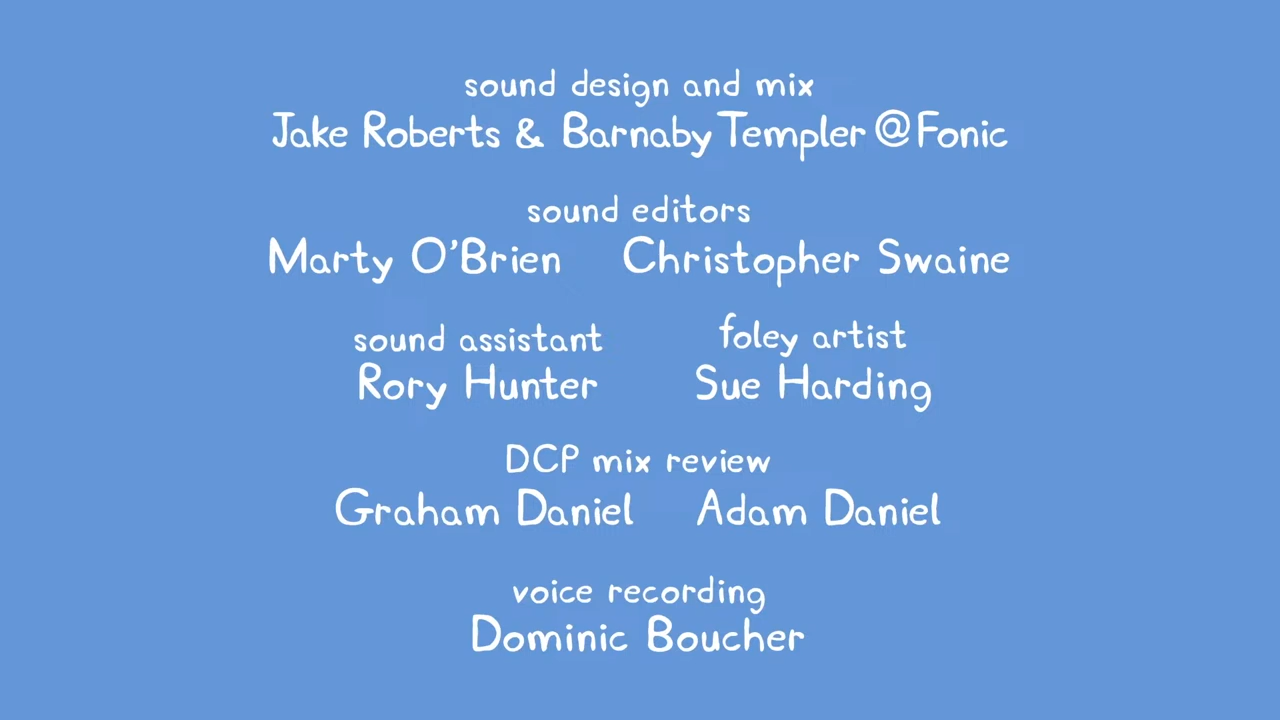 sound design and mix
Jake Roberts & Barnaby Templer @Fonic
sound editors
Marty O'Brien Christopher Swaine
sound assistant foley artist
Rory Hunter Sue Harding
DCP mix review
Graham Daniel Adam Daniel
voice recording
Dominic Boucher